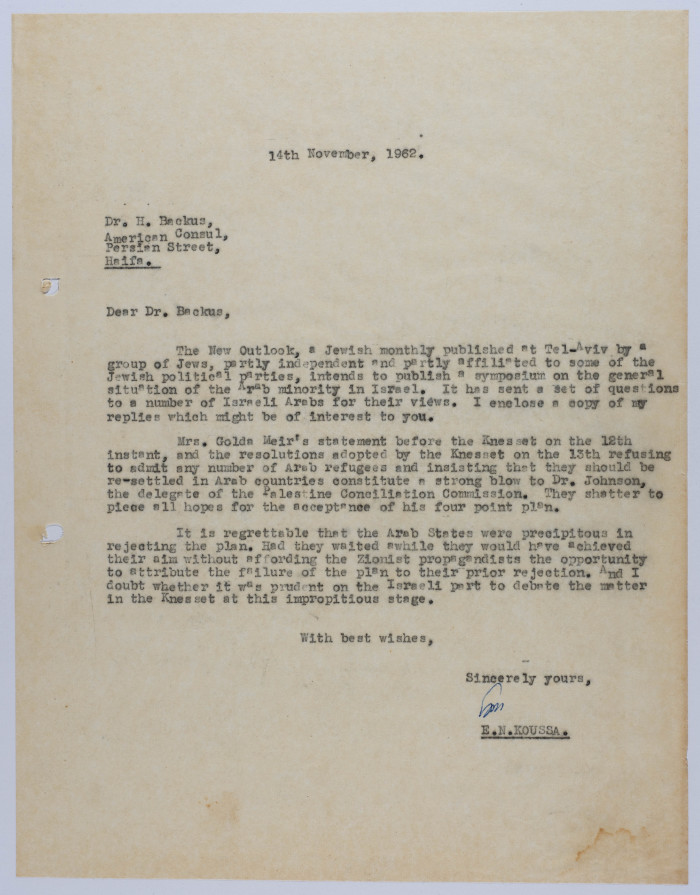 14th November, 1962.
Dr. H. Backus,
American Consul,
Persian Street,
Haifa.
Dear Dr. Backus,
The New Outlook, a Jewish monthly published at Tel-Aviv by a
group of Jews, partly independent and partly affiliated to some of the
Jewish political parties, intends to publish a symposium on the general
situation of the Arab minority in Israel. It has sent a set of questions
to a number of Israeli Arabs for their views. I enclose a copy of my
replies which might be of interest to you.
Mrs. Golda Meir's statement before the Knesset on the 12th
instant, and the resolutions adopted by the Knesset on the 13th refusing
to admit any number of Arab refugees and insisting that they should be
re-settled in Arab countries constitute a strong blow to Dr. Johnson,
the delegate of the Palestine Conciliation Commission. They shatter to
piece all hopes for the acceptance of his four point plan.
It is regrettable that the Arab States were precipitous in
rejecting the plan. Had they waited awhile they would have achieved
their aim without affording the Zionist propagandists the opportunity
to attribute the failure of the plan to their prior rejection. And I
doubt whether it was prudent on the Israeli part to debate the matter
in the Knesset at this impropitious stage.
With best wishes,
Sincerely yours,
E.N.KOUSSA.